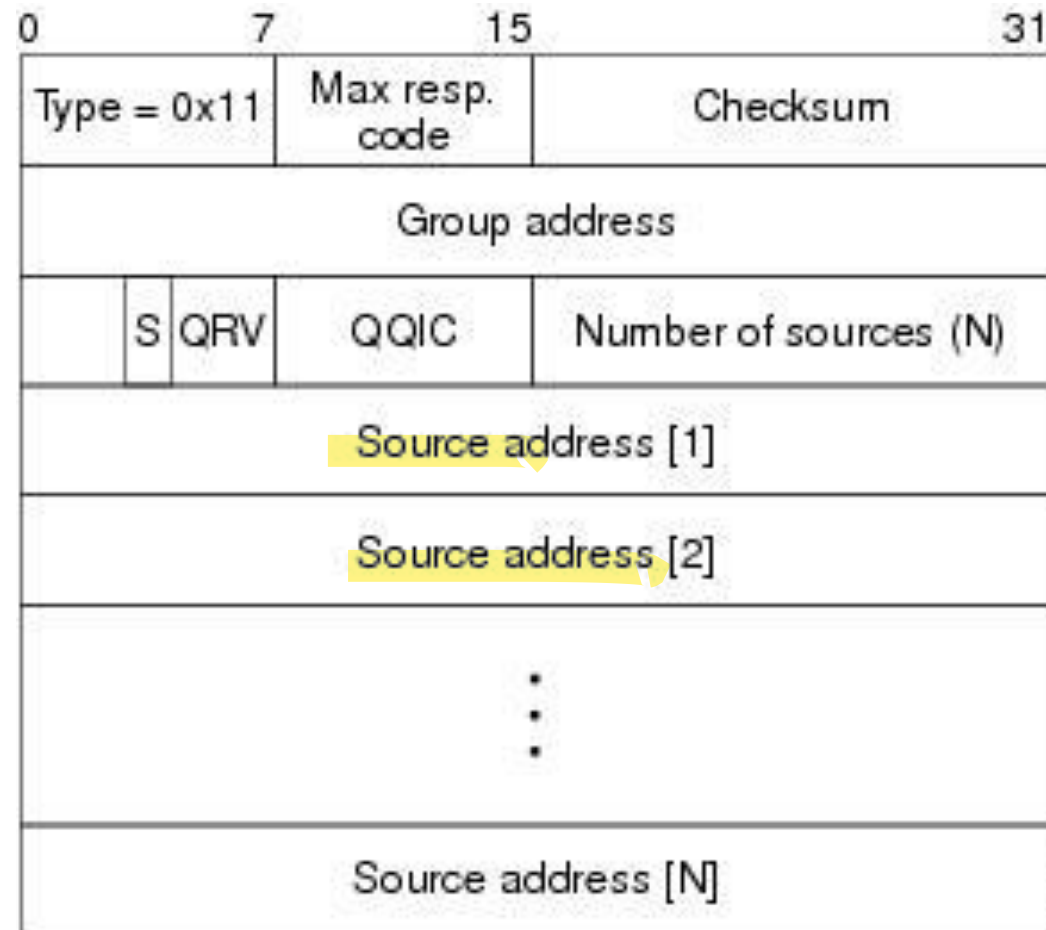 0 7 15 31
Type = 0x11 Max resp. code Checksum
Group address
S QRV QQIC Number of sources (N)
Source address [1]
Source address [2]
Source address [N]